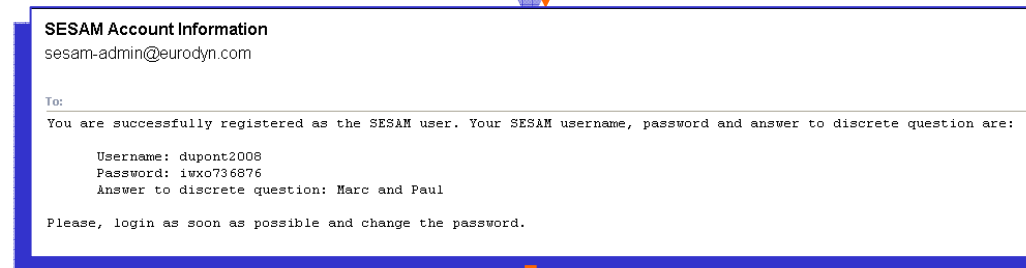 SESAM Account Information
sesam-admin@eurodyn.com
To:
You are successfully registered as the SESAM user. Your SESAM username, password and answer to discrete question are:
Username: dupont2008
Password: iwxo736876
Answer to discrete question: Marc and Paul
Please, login as soon as possible and change the password.